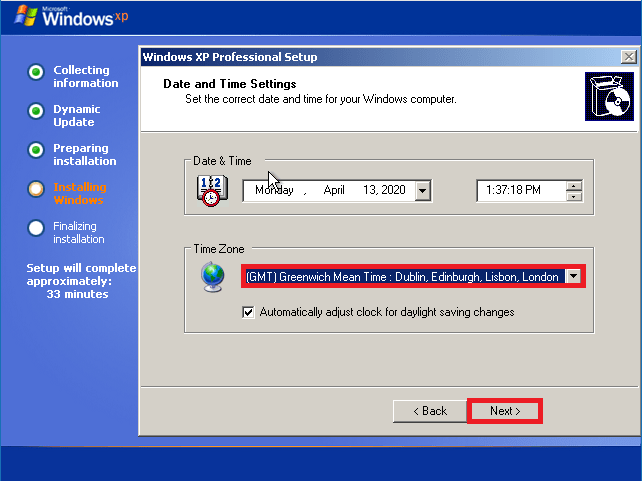 Microsoft
Windows xp
Collecting
information
Dynamic
Update
Preparing
installation
Installing
Windows
Finalizing
installation
Setup will complete
approximately:
33 minutes
Windows XP Professional Setup
Date and Time Settings
Set the correct date and time for your Windows computer.
Date & Time
1 2
Monday , April 13, 2020
1:37:18 PM
Time Zone
(GMT) Greenwich Mean Time : Dublin, Edinburgh, Lisbon, London
Automatically adjust clock for daylight saving changes
< Back
Next >